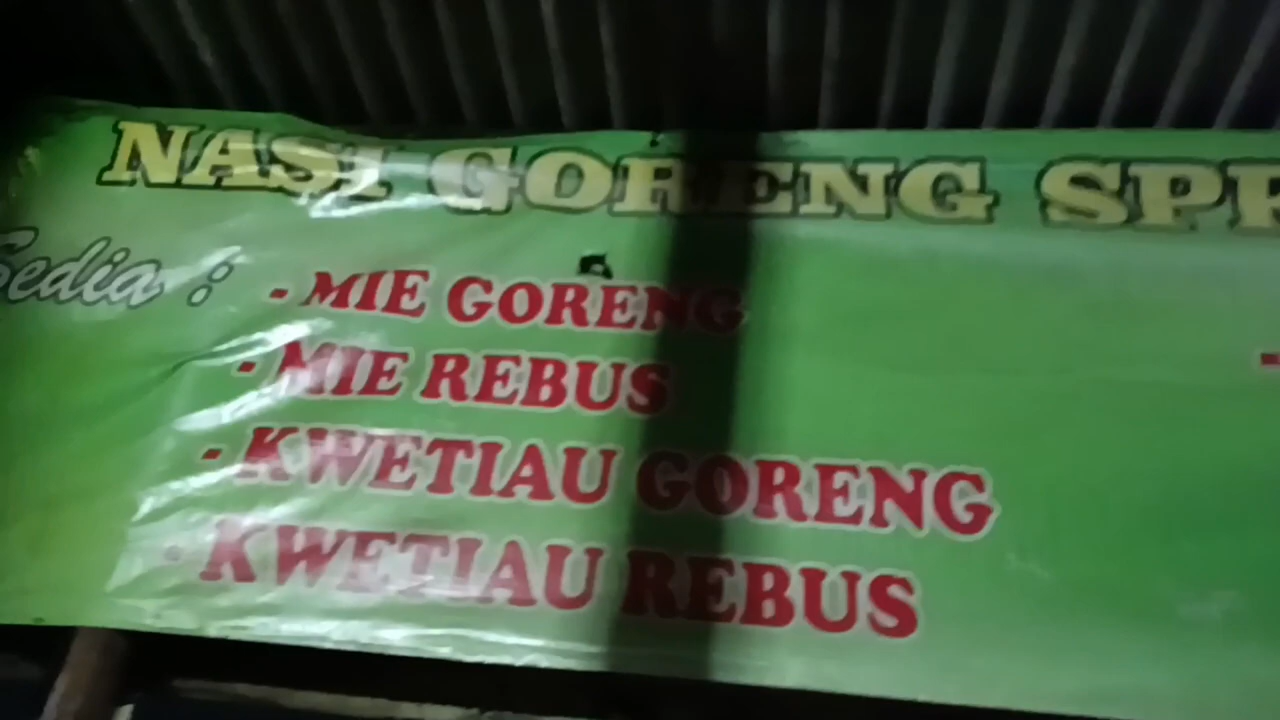 NASI GORENG
Sedia :
- MIE GORENG
- MIE REBUS
- KWETIAU GORENG
- KWETIAU REBUS